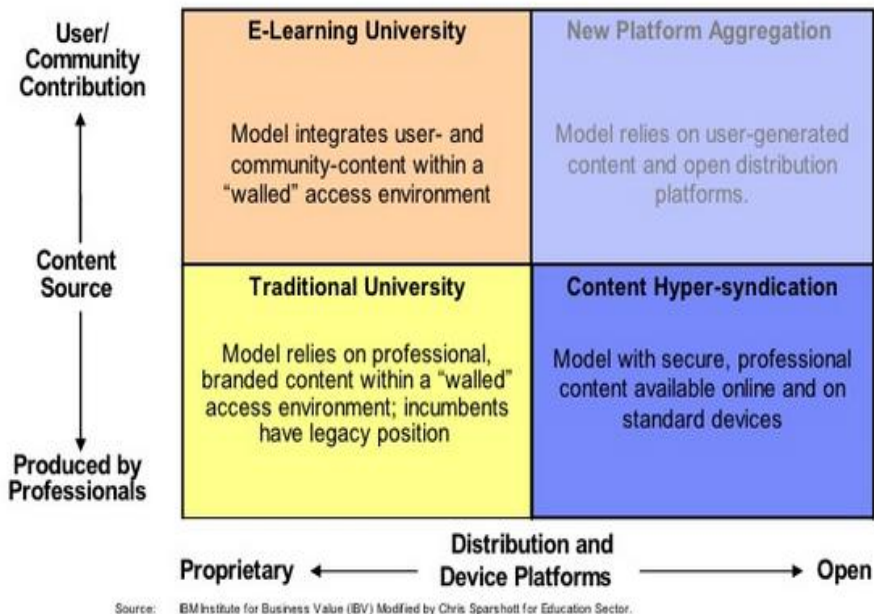 User/
Community
Contribution
E-Learning University
New Platform Aggregation
Model integrates user- and
community-content within a
“walled” access environment
Model relies on user-generated
content and open distribution
platforms.
Content
Source
Traditional University
Content Hyper-syndication
Model relies on professional,
branded content within a “walled”
access environment; incumbents
have legacy position
Model with secure, professional
content available online and on
standard devices
Produced by
Professionals
Proprietary
Distribution and
Device Platforms
Open
Source: IBM Institute for Business Value (IBV) Modified by Chris Sparshott for Education Sector.